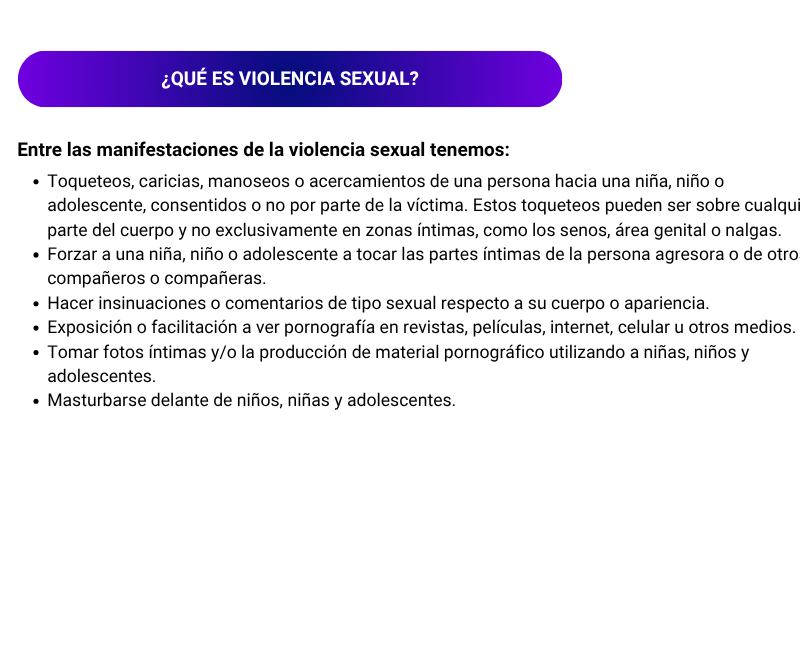 ¿QUÉ ES VIOLENCIA SEXUAL?
Entre las manifestaciones de la violencia sexual tenemos:
• Toqueteos, caricias, manoseos o acercamientos de una persona hacia una niña, niño o
adolescente, consentidos o no por parte de la víctima. Estos toqueteos pueden ser sobre cualqui
parte del cuerpo y no exclusivamente en zonas íntimas, como los senos, área genital o nalgas.
• Forzar a una niña, niño o adolescente a tocar las partes íntimas de la persona agresora o de otro
compañeros o compañeras.
• Hacer insinuaciones o comentarios de tipo sexual respecto a su cuerpo o apariencia.
• Exposición o facilitación a ver pornografía en revistas, películas, internet, celular u otros medios.
• Tomar fotos íntimas y/o la producción de material pornográfico utilizando a niñas, niños y
adolescentes.
• Masturbarse delante de niños, niñas y adolescentes.